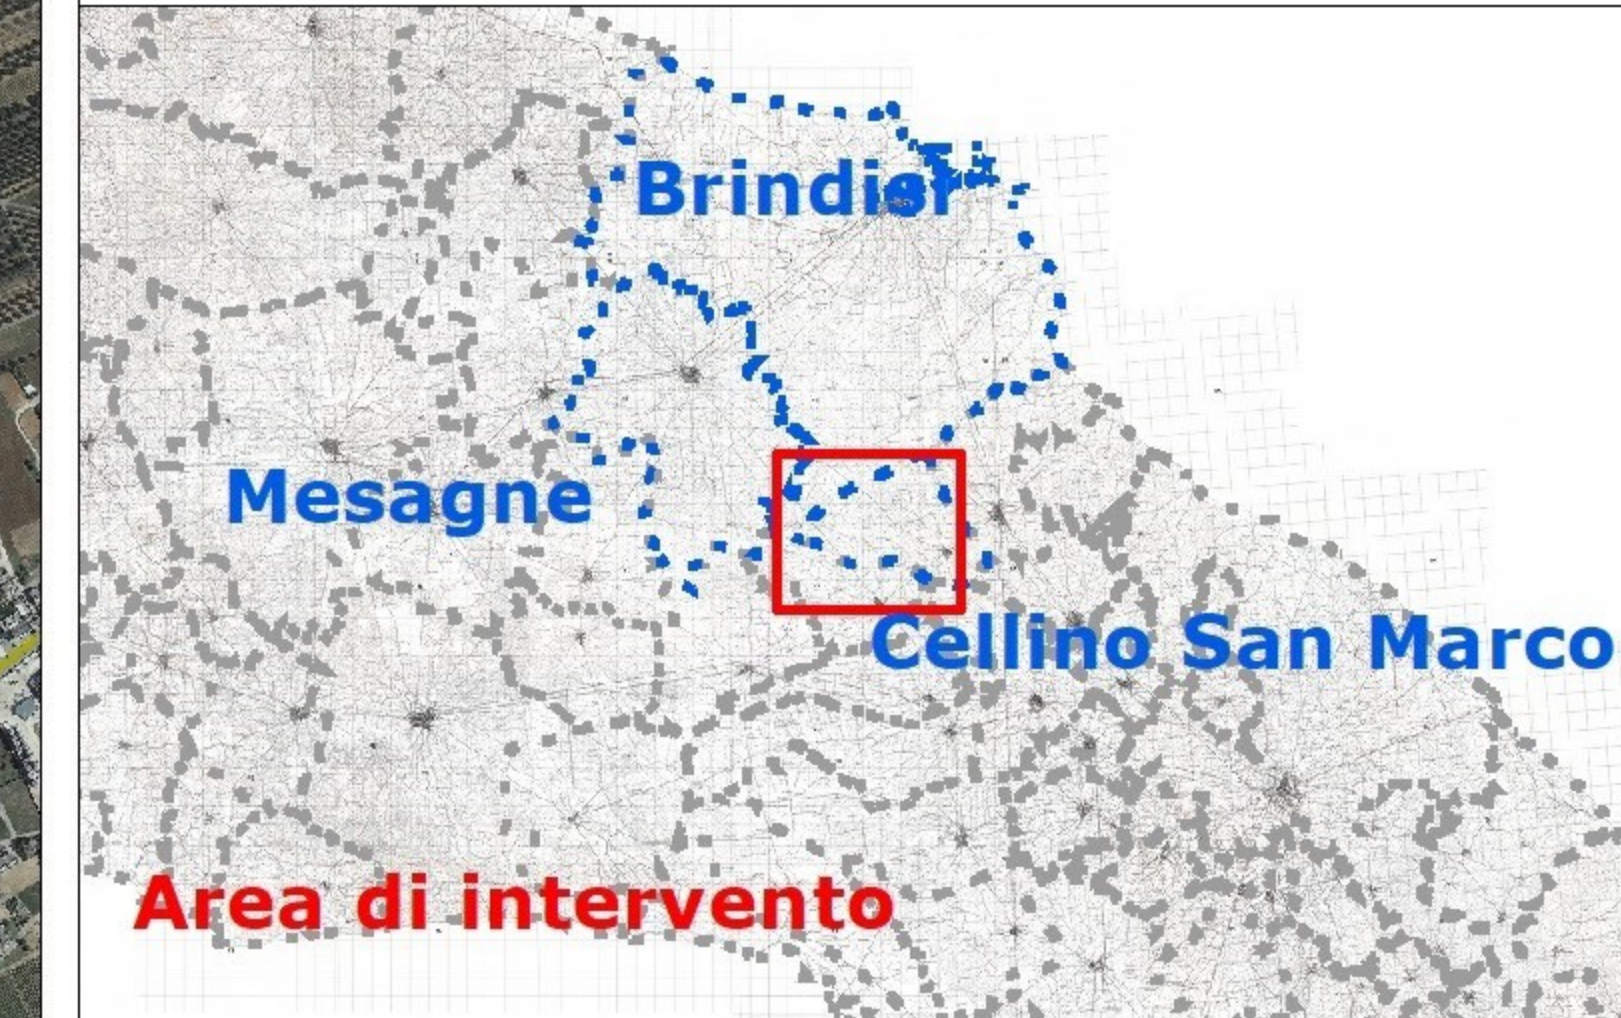 Brindisi
Mesagne
Cellino San Marco
Area di intervento